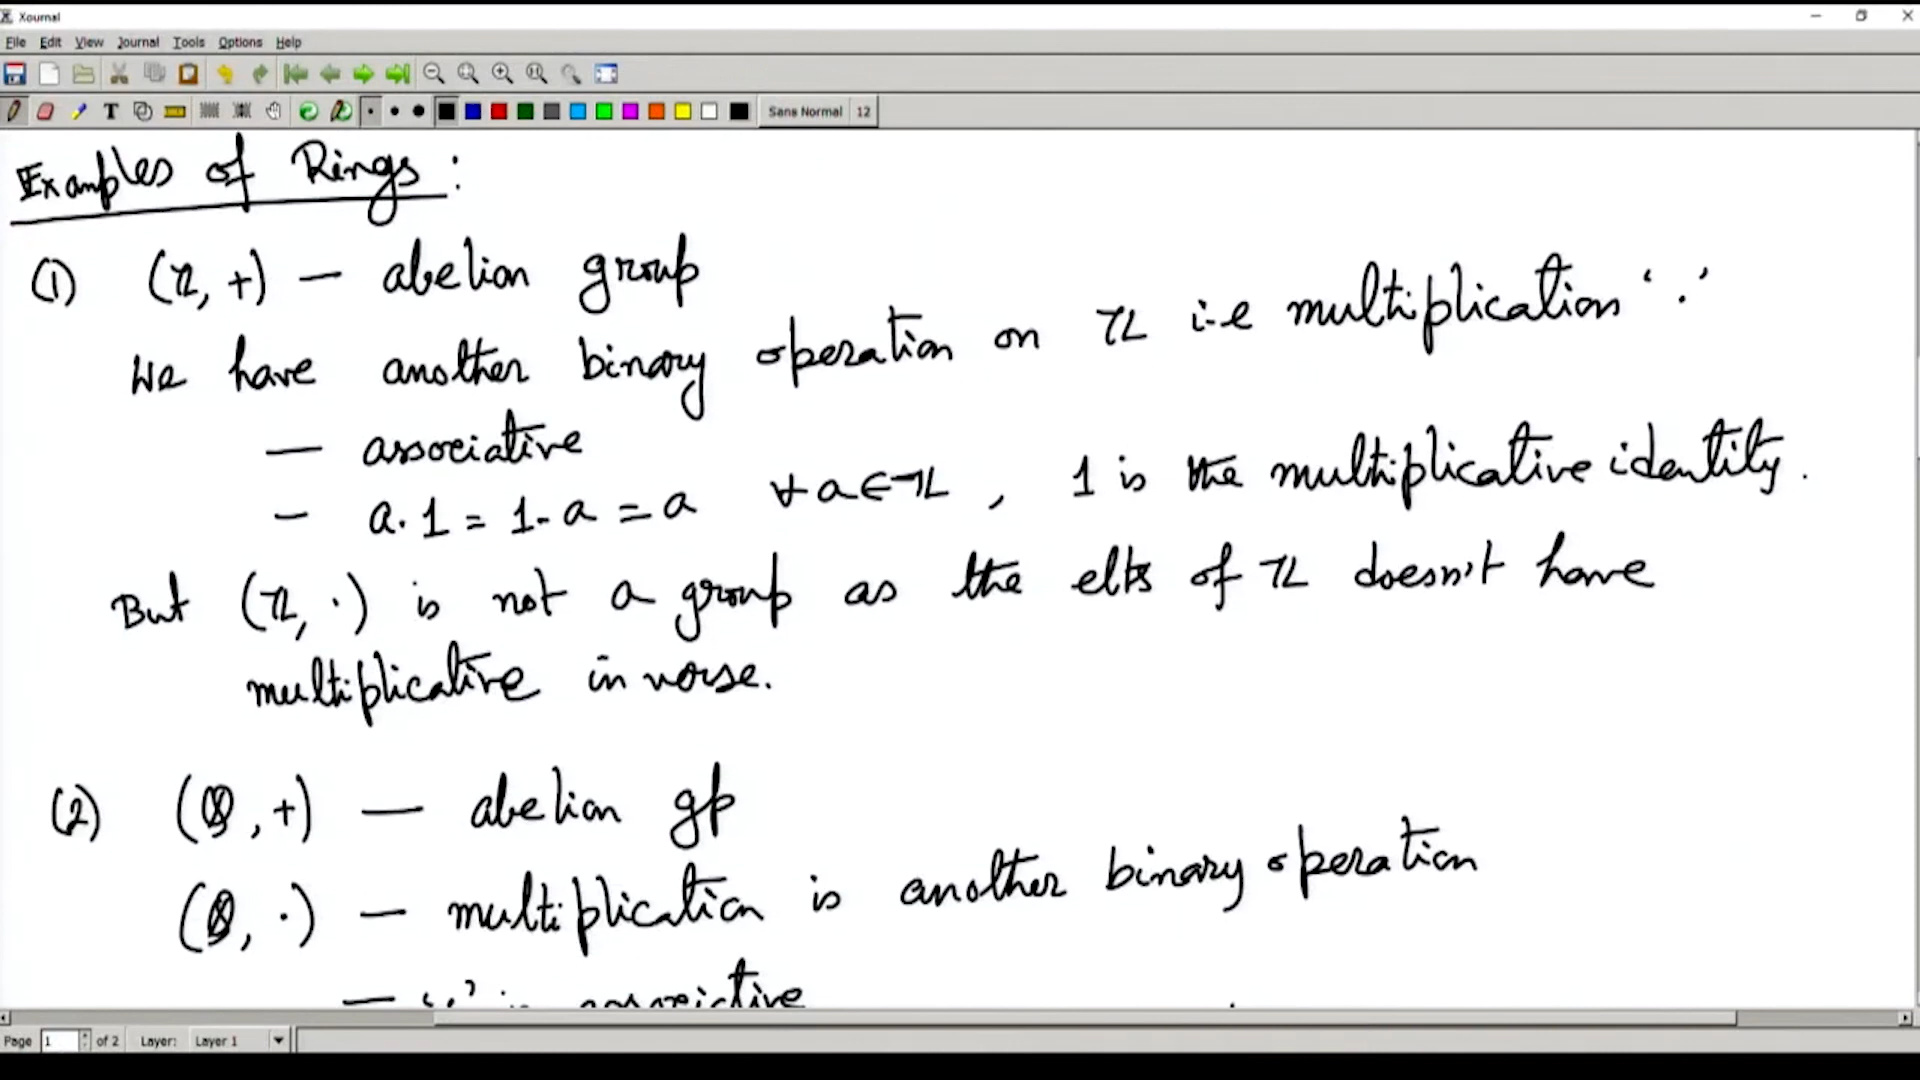 Xournal
File Edit View Journal Tools Options Help
Sans Normal 12
Examples of Rings :
(1) (ℤ, +) — abelian group
We have another binary operation on ℤ i.e multiplication '.'
— associative
— a.1 = 1.a = a ∀ a ∈ ℤ , 1 is the multiplicative identity.
But (ℤ, ·) is not a group as the elts of ℤ doesn't have
multiplicative inverse.
(2) (ℚ, +) — abelian gp
(ℚ, ·) — multiplication is another binary operation
— '.' is associative
Page 1 of 2 Layer: Layer 1